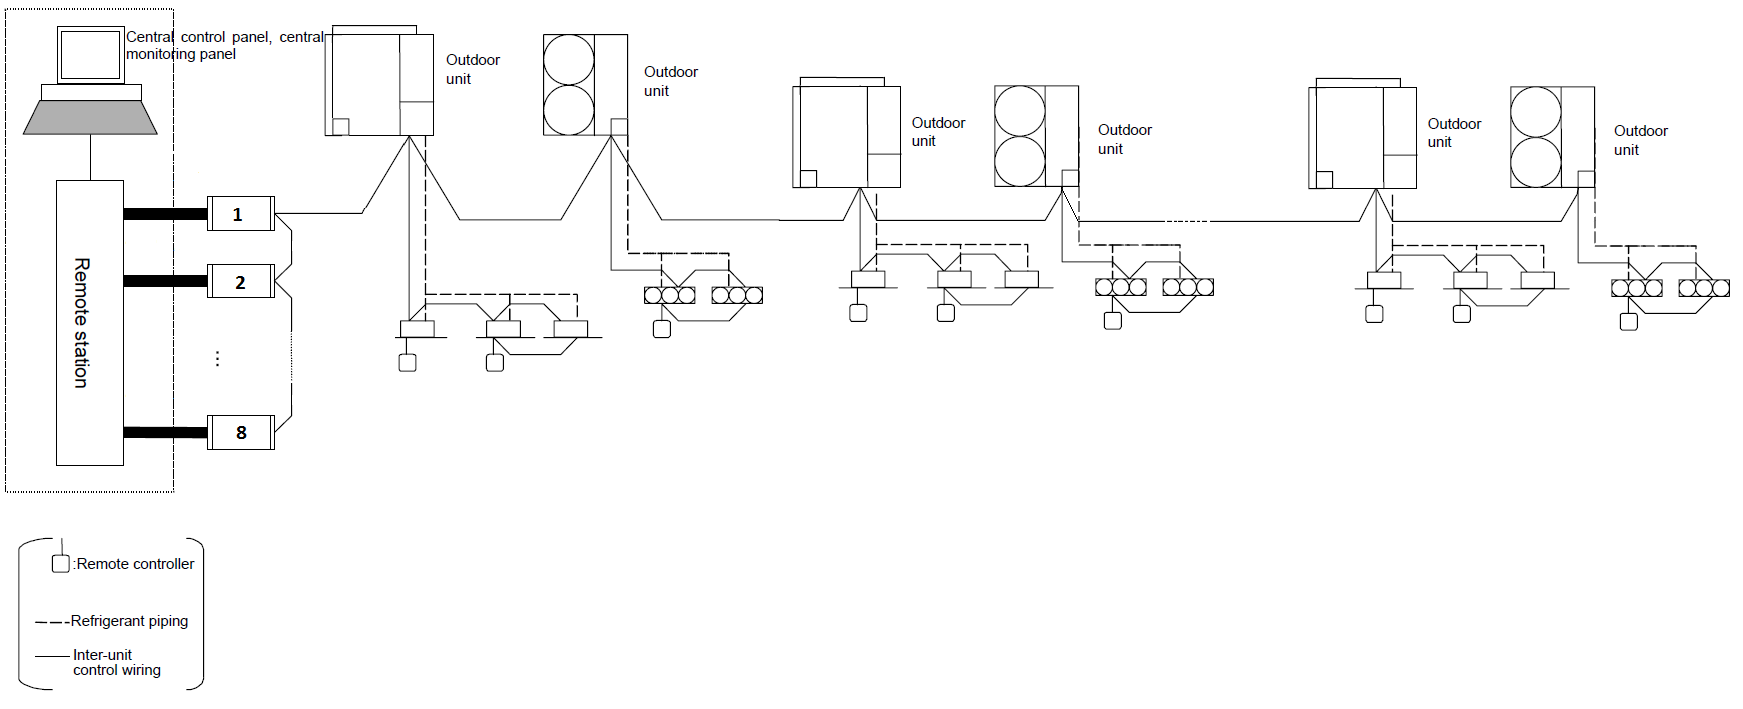 Central control panel, central
monitoring panel
Outdoor
unit
Outdoor
unit
Outdoor
unit
Outdoor
unit
Outdoor
unit
Outdoor
unit
1
2
...
8
Remote station
:Remote controller
Refrigerant piping
Inter-unit
control wiring